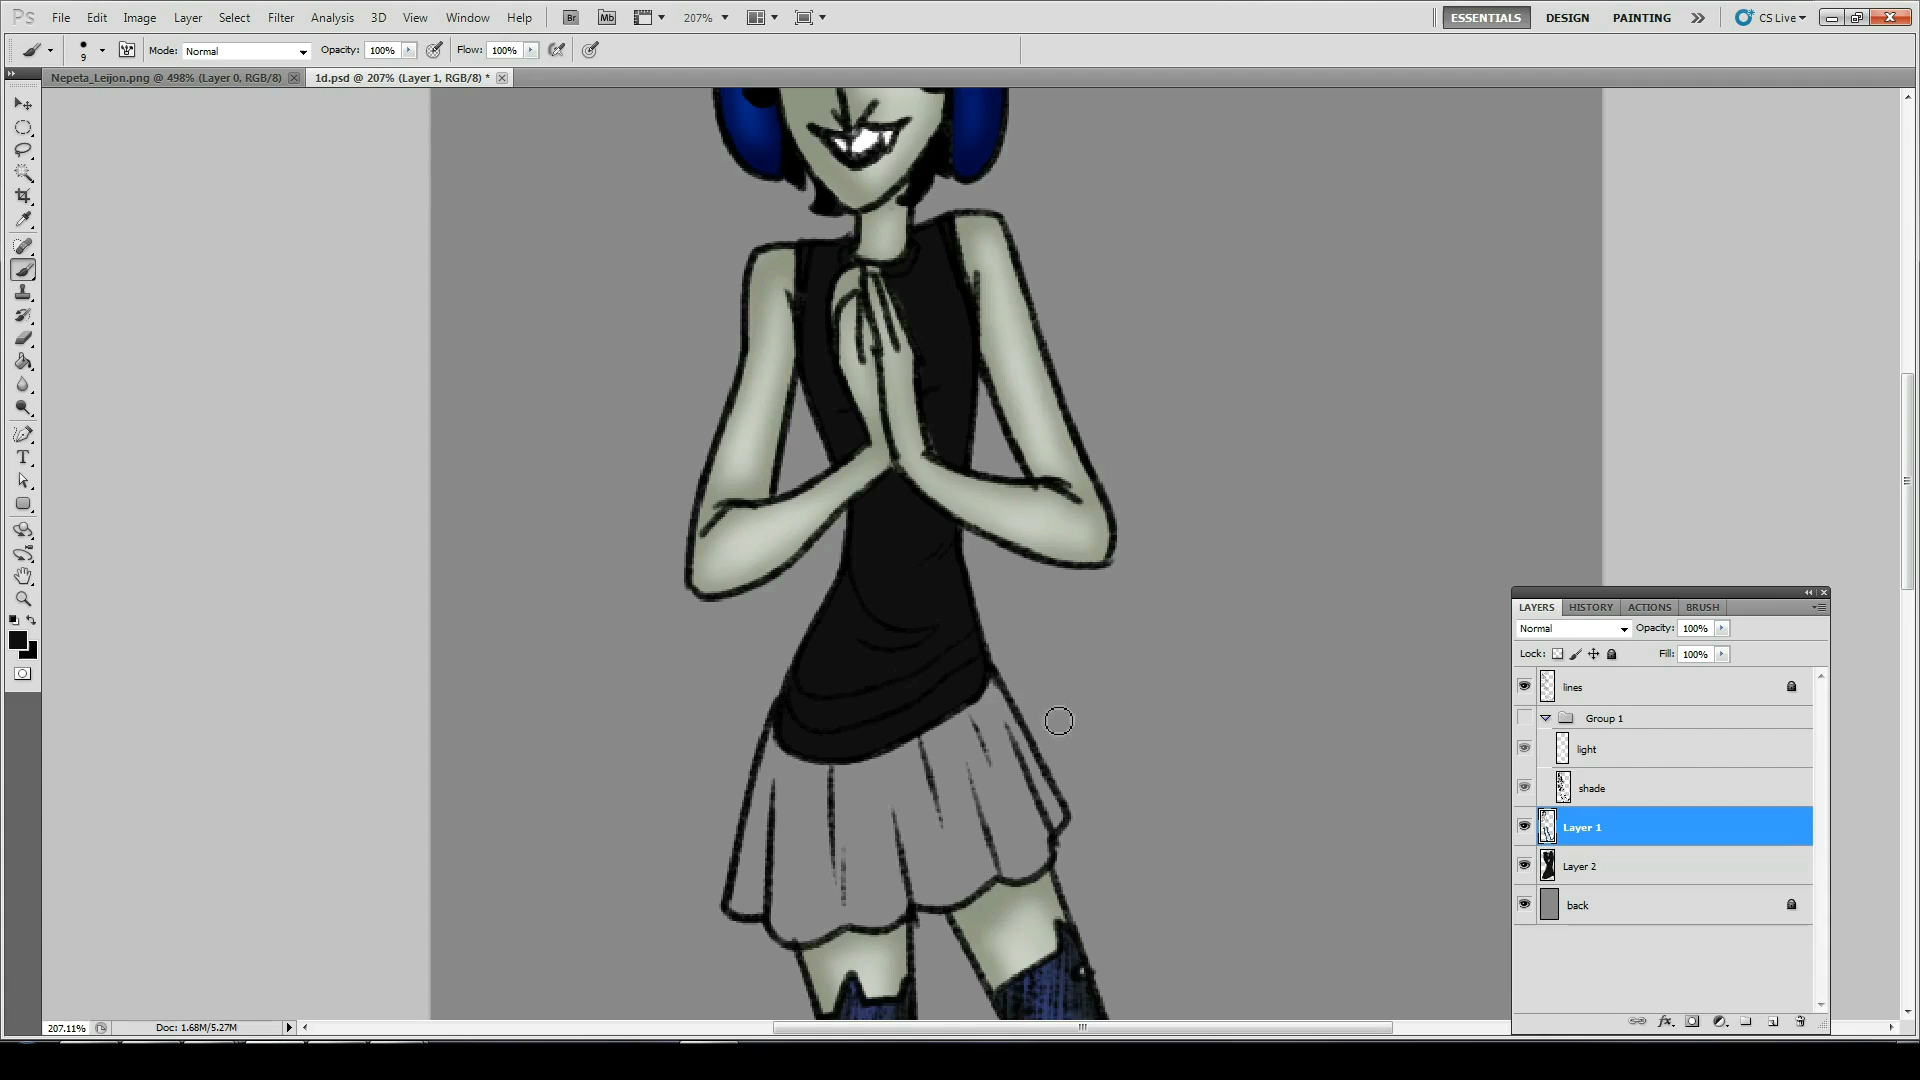 Ps File Edit Image Layer Select Filter Analysis 3D View Window Help Br Mb 207% ESSENTIALS DESIGN PAINTING CS Live
9 Mode: Normal Opacity: 100% Flow: 100%
Nepeta_Leijon.png @ 498% (Layer 0, RGB/8) 1d.psd @ 207% (Layer 1, RGB/8) *
T
LAYERS HISTORY ACTIONS BRUSH
Normal Opacity: 100%
Lock: Fill: 100%
lines
Group 1
light
shade
Layer 1
Layer 2
back
fx
207.11% Doc: 1.68M/5.27M